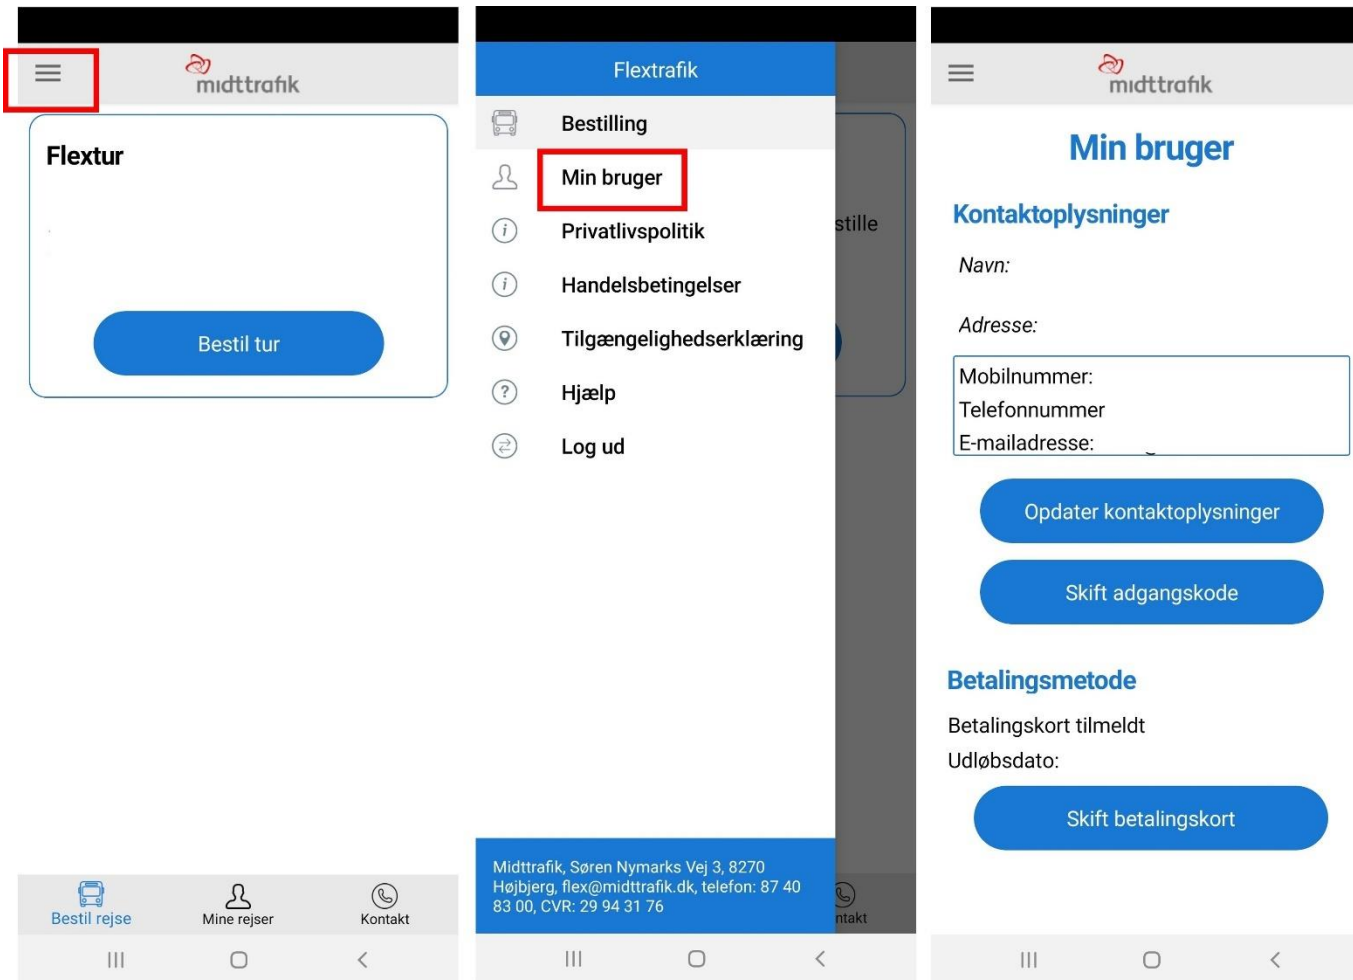 midttrafik
Flextur
Bestil tur
Bestil rejse
Mine rejser
Kontakt
Flextrafik
Bestilling
Min bruger
Privatlivspolitik
stille
Handelsbetingelser
Tilgængelighedserklæring
Hjælp
Log ud
Midttrafik, Søren Nymarks Vej 3, 8270
Højbjerg, flex@midttrafik.dk, telefon: 87 40
83 00, CVR: 29 94 31 76
ntakt
midttrafik
Min bruger
Kontaktoplysninger
Navn:
Adresse:
Mobilnummer:
Telefonnummer
E-mailadresse:
Opdater kontaktoplysninger
Skift adgangskode
Betalingsmetode
Betalingskort tilmeldt
Udløbsdato:
Skift betalingskort